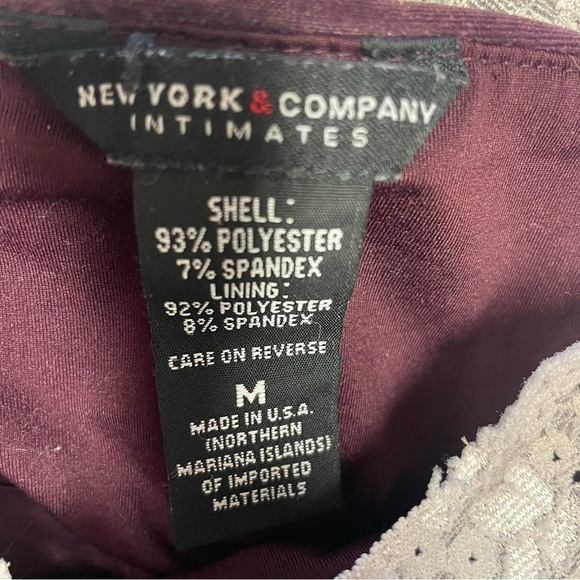 NEW YORK & COMPANY
INTIMATES
SHELL:
93% POLYESTER
7% SPANDEX
LINING:
92% POLYESTER
8% SPANDEX
CARE ON REVERSE
M
MADE IN U.S.A.
(NORTHERN
MARIANA ISLANDS)
OF IMPORTED
MATERIALS